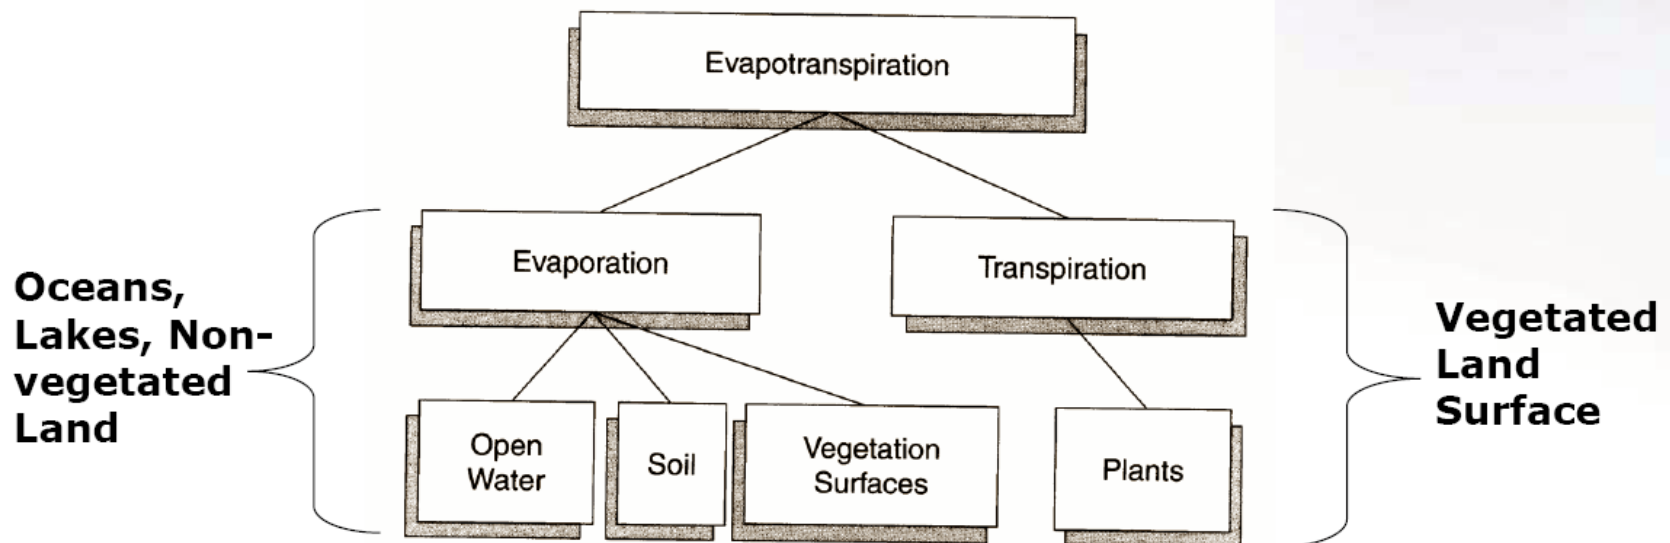 Evapotranspiration
Evaporation
Transpiration
Oceans,
Lakes, Non-
vegetated
Land
Vegetated
Land
Surface
Open
Water
Soil
Vegetation
Surfaces
Plants